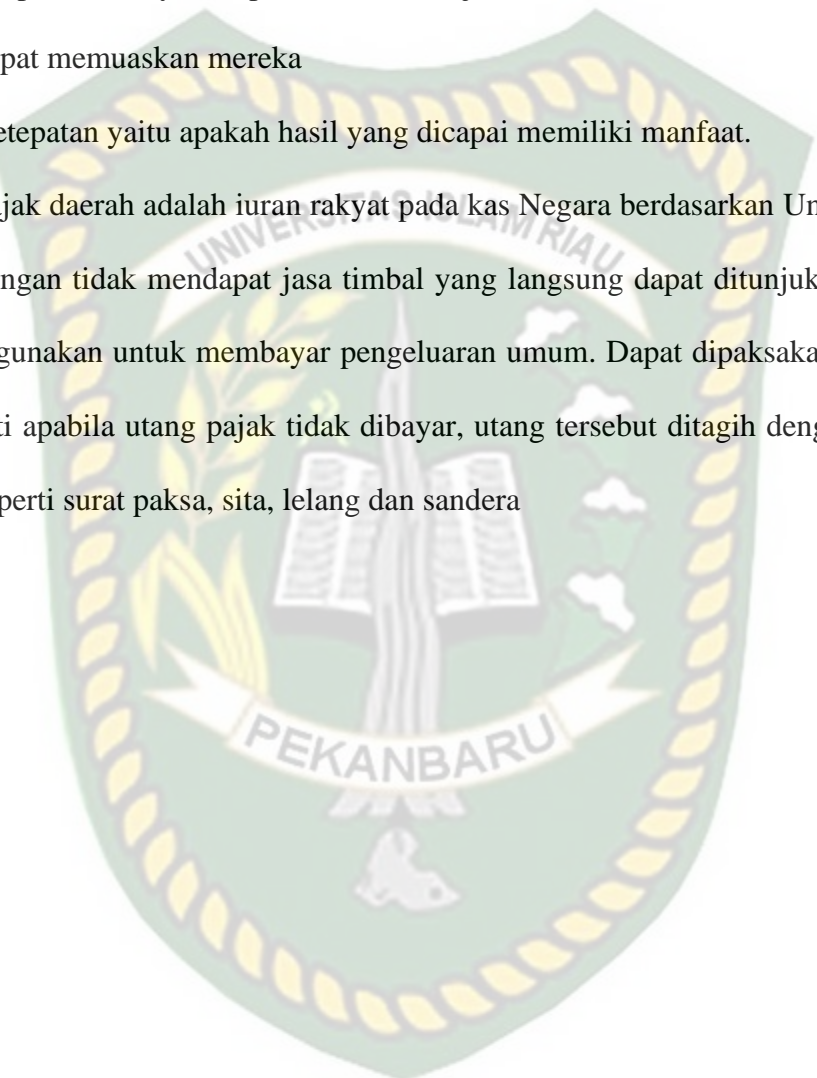 pat memuaskan mereka
etepatan yaitu apakah hasil yang dicapai memiliki manfaat.
jak daerah adalah iuran rakyat pada kas Negara berdasarkan Un
UNIVERSITAS ISLAM RIAU
ngan tidak mendapat jasa timbal yang langsung dapat ditunjuk
gunakan untuk membayar pengeluaran umum. Dapat dipaksaka
ti apabila utang pajak tidak dibayar, utang tersebut ditagih deng
perti surat paksa, sita, lelang dan sandera
PEKANBARU